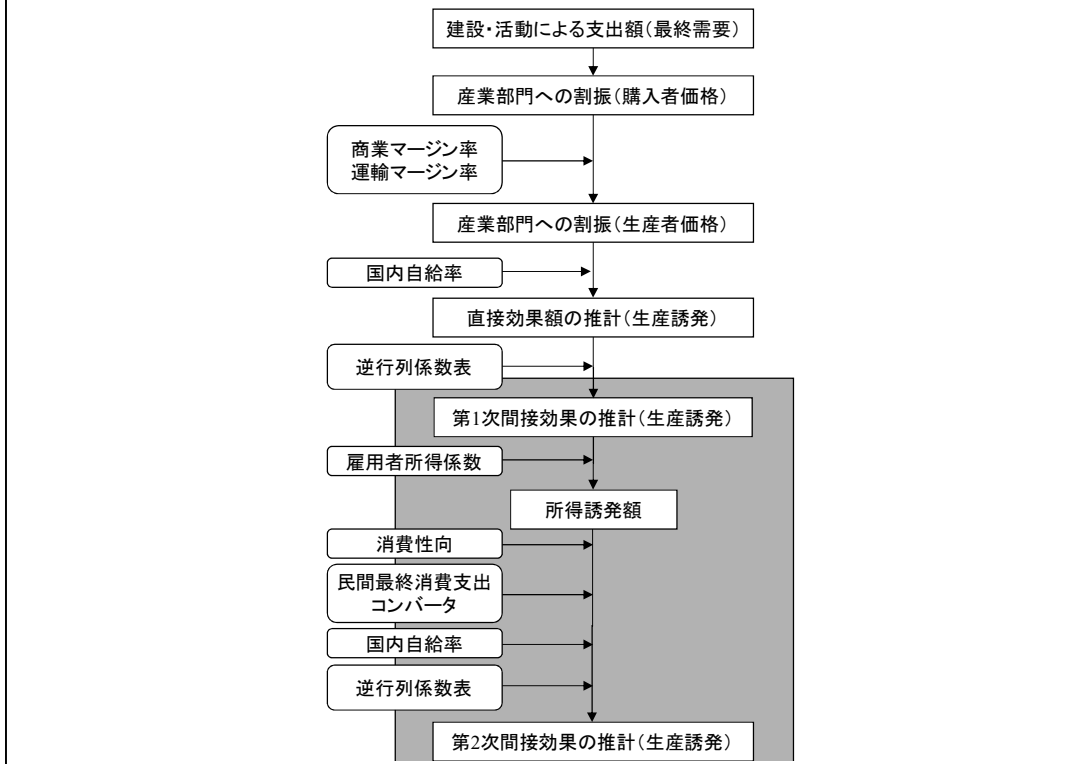 建設・活動による支出額(最終需要)
産業部門への割振(購入者価格)
商業マージン率
運輸マージン率
産業部門への割振(生産者価格)
国内自給率
直接効果額の推計(生産誘発)
逆行列係数表
第1次間接効果の推計(生産誘発)
雇用者所得係数
所得誘発額
消費性向
民間最終消費支出
コンバータ
国内自給率
逆行列係数表
第2次間接効果の推計(生産誘発)